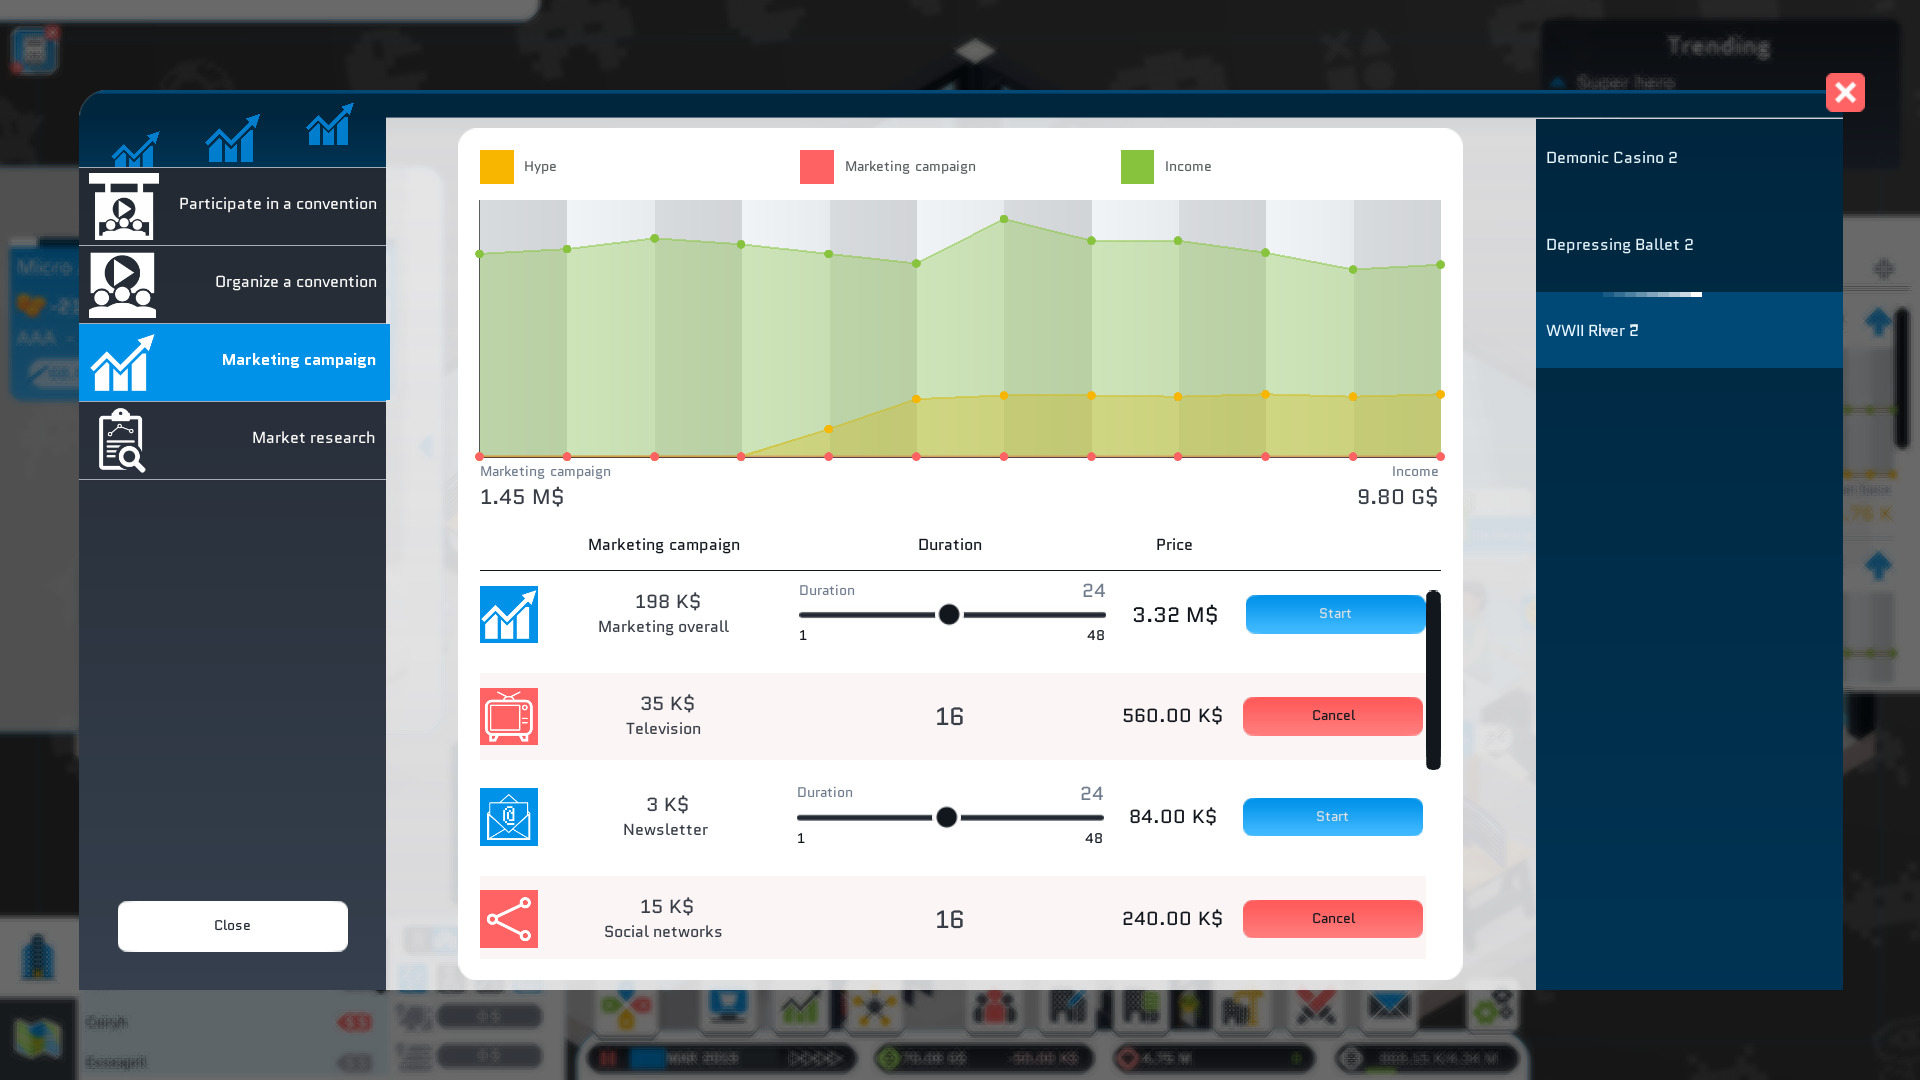 Trending
Super hero
Participate in a convention
Organize a convention
Marketing campaign
Market research
Close
Hype
Marketing campaign
Income
Marketing campaign
1.45 M$
Income
9.80 G$
Marketing campaign
Duration
Price
198 K$
Marketing overall
Duration
24
1
48
3.32 M$
Start
35 K$
Television
16
560.00 K$
Cancel
3 K$
Newsletter
Duration
24
1
48
84.00 K$
Start
15 K$
Social networks
16
240.00 K$
Cancel
Demonic Casino 2
Depressing Ballet 2
WWII River 2